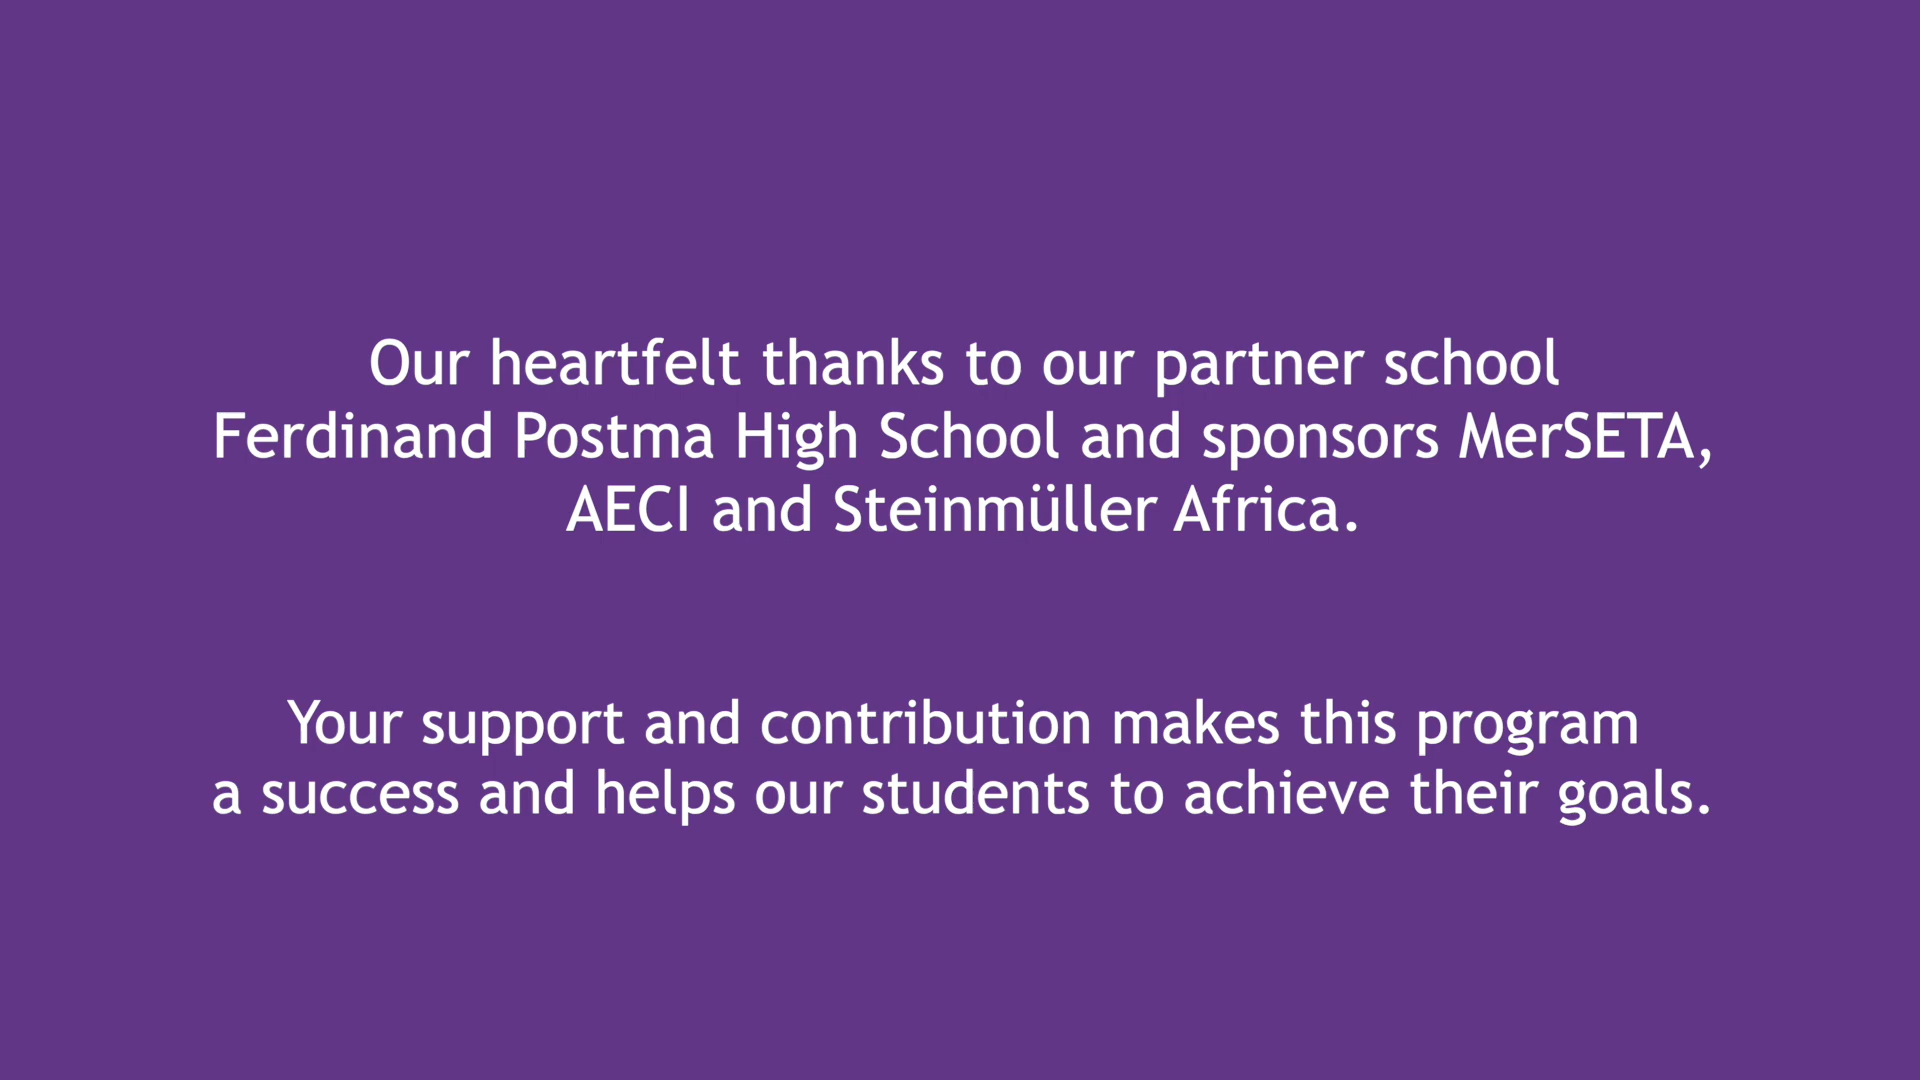 Our heartfelt thanks to our partner school
Ferdinand Postma High School and sponsors MerSETA,
AECI and Steinmüller Africa.
Your support and contribution makes this program
a success and helps our students to achieve their goals.